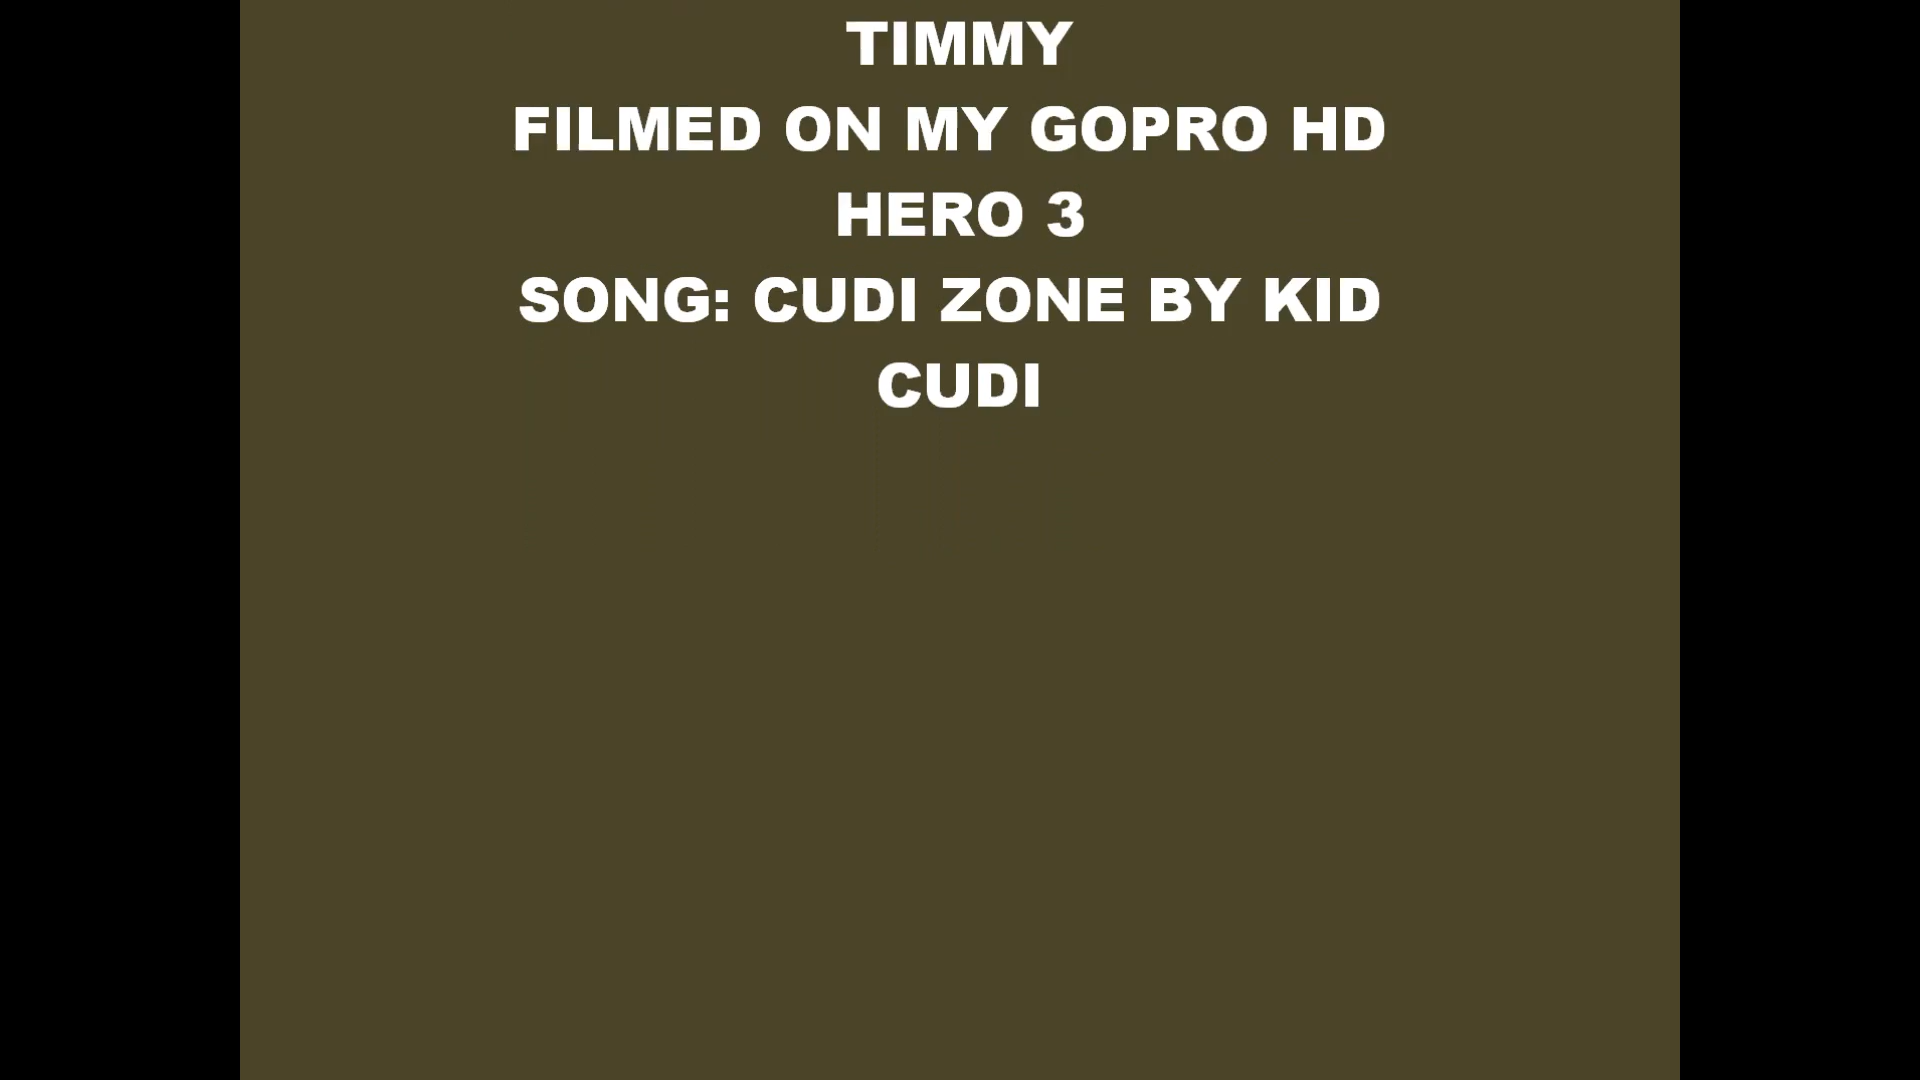 TIMMY
FILMED ON MY GOPRO HD
HERO 3
SONG: CUDI ZONE BY KID
CUDI